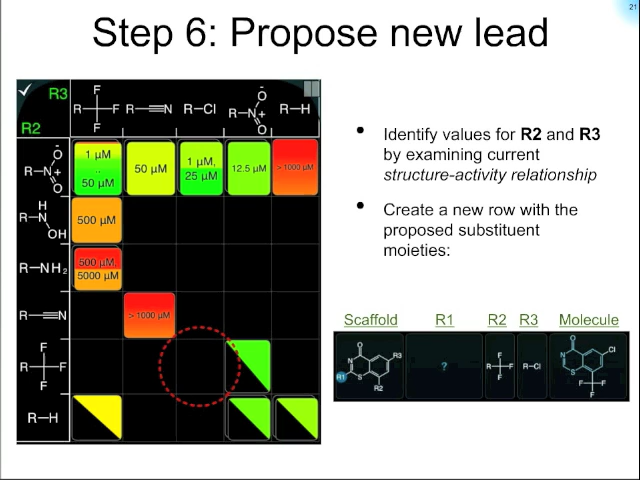 21
Step 6: Propose new lead
R3
R2
F
R F
F
R N
R Cl
O
-
R N +
O
R H
O
-
R N +
O
1 µM
..
50 µM
50 µM
1 µM,
25 µM
12.5 µM
> 1000 µM
H
R N
OH
500 µM
R NH2
500 µM,
5000 µM
R N
> 1000 µM
F
R F
F
R H
• Identify values for R2 and R3
by examining current
structure-activity relationship
• Create a new row with the
proposed substituent
moieties:
Scaffold R1 R2 R3 Molecule
O
N R3
R1 S
R2
?
F
R F
F
R Cl
O
N Cl
S
F F
F